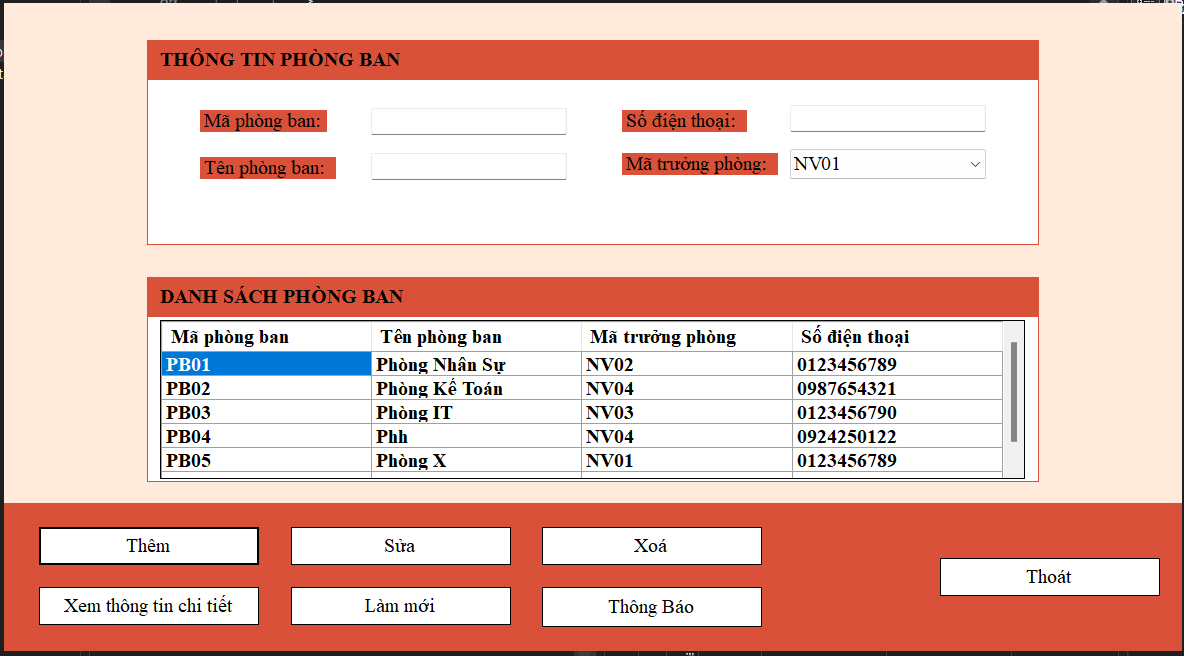 THÔNG TIN PHÒNG BAN
Mã phòng ban: Số điện thoại:
Tên phòng ban: Mã trưởng phòng: NV01
DANH SÁCH PHÒNG BAN
Mã phòng ban Tên phòng ban Mã trưởng phòng Số điện thoại
PB01 Phòng Nhân Sự NV02 0123456789
PB02 Phòng Kế Toán NV04 0987654321
PB03 Phòng IT NV03 0123456790
PB04 Phh NV04 0924250122
PB05 Phòng X NV01 0123456789
Thêm Sửa Xoá
Thoát
Xem thông tin chi tiết Làm mới Thông Báo